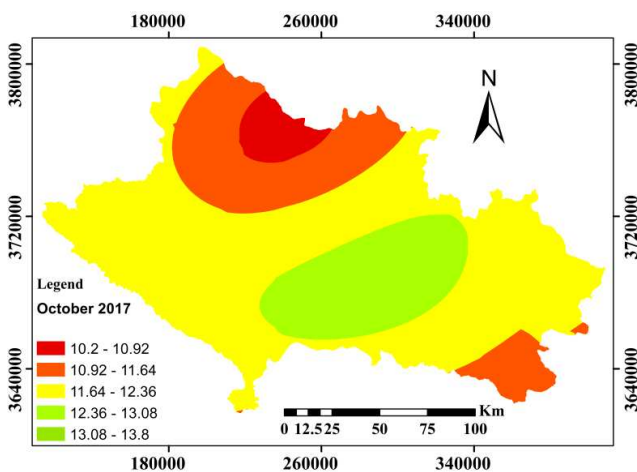 180000 260000 340000
3800000 3800000
N
3720000 3720000
Legend
October 2017
10.2 - 10.92
10.92 - 11.64
11.64 - 12.36
12.36 - 13.08
13.08 - 13.8
3640000 3640000
Km
0 12.5 25 50 75 100
180000 260000 340000